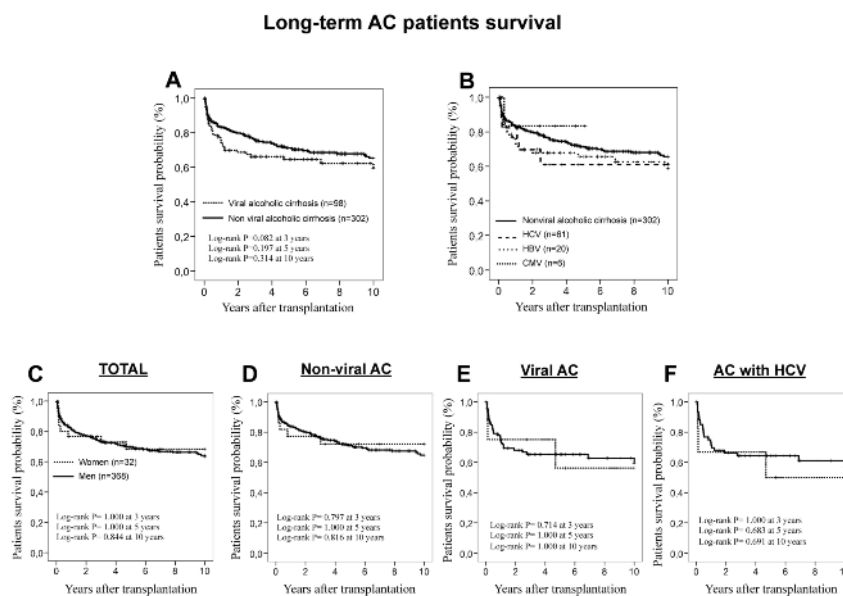 Long-term AC patients survival
A
Patients survival probability (%)
1,0
0,8
0,6
0,4
0,2
0,0
Viral alcoholic cirrhosis (n=98)
Non viral alcoholic cirrhosis (n=302)
Log-rank P=0.082 at 3 years
Log-rank P=0.197 at 5 years
Log-rank P=0.314 at 10 years
0 2 4 6 8 10
Years after transplantation
B
Patients survival probability (%)
1,0
0,8
0,6
0,4
0,2
0,0
Nonviral alcoholic cirrhosis (n=302)
HCV (n=61)
HBV (n=20)
CMV (n=6)
0 2 4 6 8 10
Years after transplantation
C
TOTAL
Patients survival probability (%)
1,0
0,8
0,6
0,4
0,2
0,0
Women (n=32)
Men (n=368)
Log-rank P= 1.000 at 3 years
Log-rank P= 1.000 at 5 years
Log-rank P= 0.844 at 10 years
0 2 4 6 8 10
Years after transplantation
D
Non-viral AC
Patients survival probability (%)
1,0
0,8
0,6
0,4
0,2
0,0
Log-rank P= 0.797 at 3 years
Log-rank P= 1.000 at 5 years
Log-rank P= 0.816 at 10 years
0 2 4 6 8 10
Years after transplantation
E
Viral AC
Patients survival probability (%)
1,0
0,8
0,6
0,4
0,2
0,0
Log-rank P= 0.714 at 3 years
Log-rank P= 1.000 at 5 years
Log-rank P= 1.000 at 10 years
0 2 4 6 8 10
Years after transplantation
F
AC with HCV
Patients survival probability (%)
1,0
0,8
0,6
0,4
0,2
0,0
Log-rank P= 1.000 at 3 years
Log-rank P= 0.683 at 5 years
Log-rank P= 0.691 at 10 years
0 2 4 6 8 10
Years after transplantation